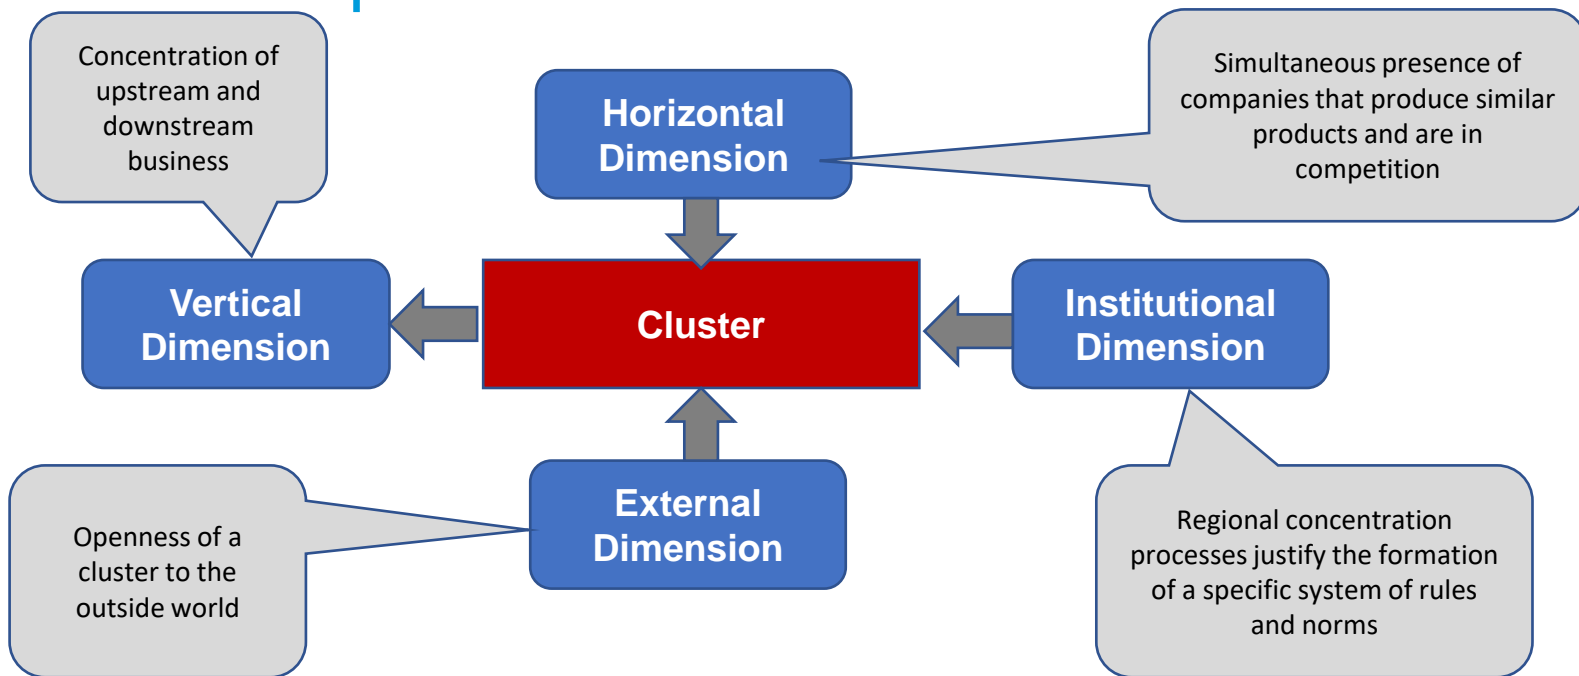 Concentration of
upstream and
downstream
business
Horizontal
Dimension
Simultaneous presence of
companies that produce similar
products and are in
competition
Vertical
Dimension
Cluster
Institutional
Dimension
External
Dimension
Openness of a
cluster to the
outside world
Regional concentration
processes justify the formation
of a specific system of rules
and norms